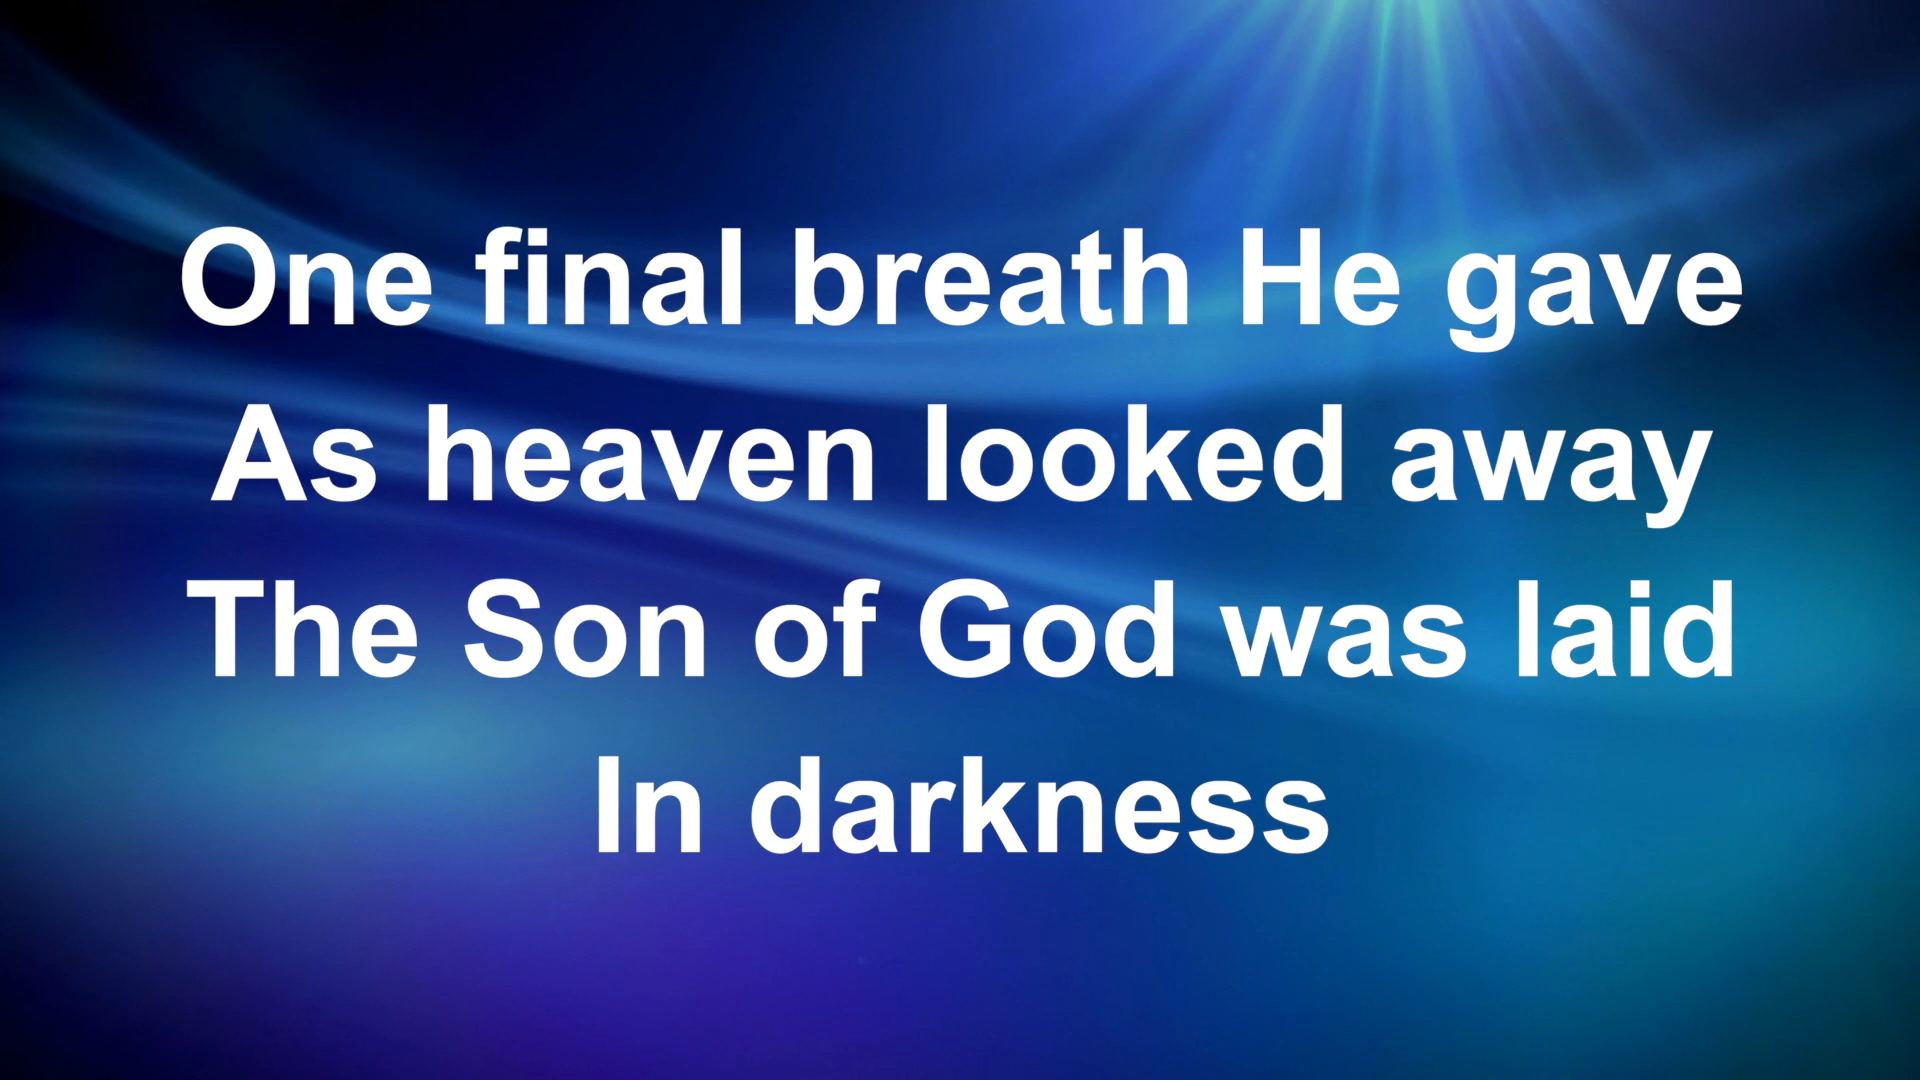 One final breath He gave
As heaven looked away
The Son of God was laid
In darkness